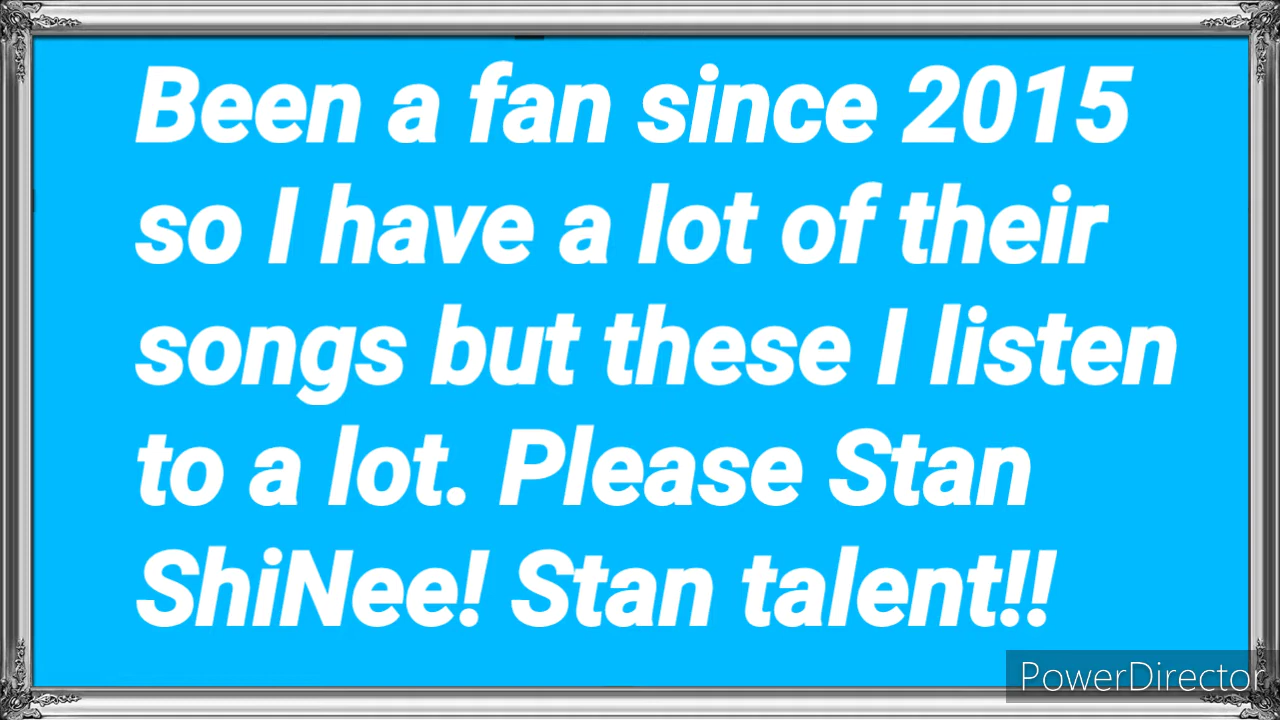 Been a fan since 2015
so I have a lot of their
songs but these I listen
to a lot. Please Stan
ShiNee! Stan talent!!
PowerDirector